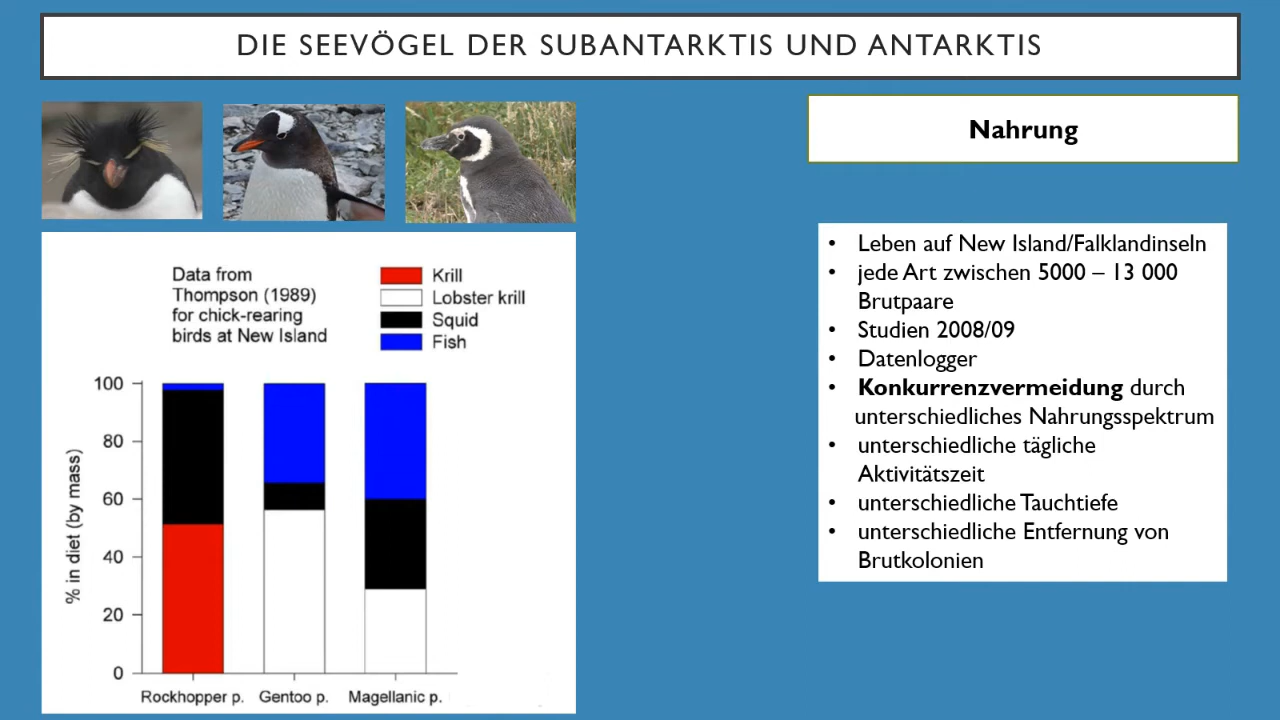 DIE SEEVÖGEL DER SUBANTARKTIS UND ANTARKTIS
Nahrung
• Leben auf New Island/Falklandinseln
• jede Art zwischen 5000 – 13 000
Brutpaare
• Studien 2008/09
• Datenlogger
• Konkurrenzvermeidung durch
unterschiedliches Nahrungsspektrum
• unterschiedliche tägliche
Aktivitätszeit
• unterschiedliche Tauchtiefe
• unterschiedliche Entfernung von
Brutkolonien
Data from
Thompson (1989)
for chick-rearing
birds at New Island
Krill
Lobster krill
Squid
Fish
% in diet (by mass)
100
80
60
40
20
0
Rockhopper p. Gentoo p. Magellanic p.